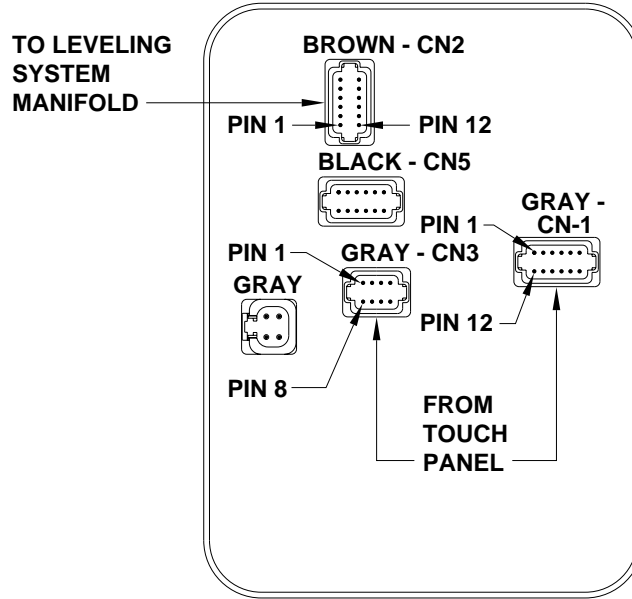 TO LEVELING
SYSTEM
MANIFOLD
BROWN - CN2
PIN 1
PIN 12
BLACK - CN5
GRAY -
CN-1
PIN 1
PIN 12
PIN 1
GRAY - CN3
GRAY
PIN 8
FROM
TOUCH
PANEL